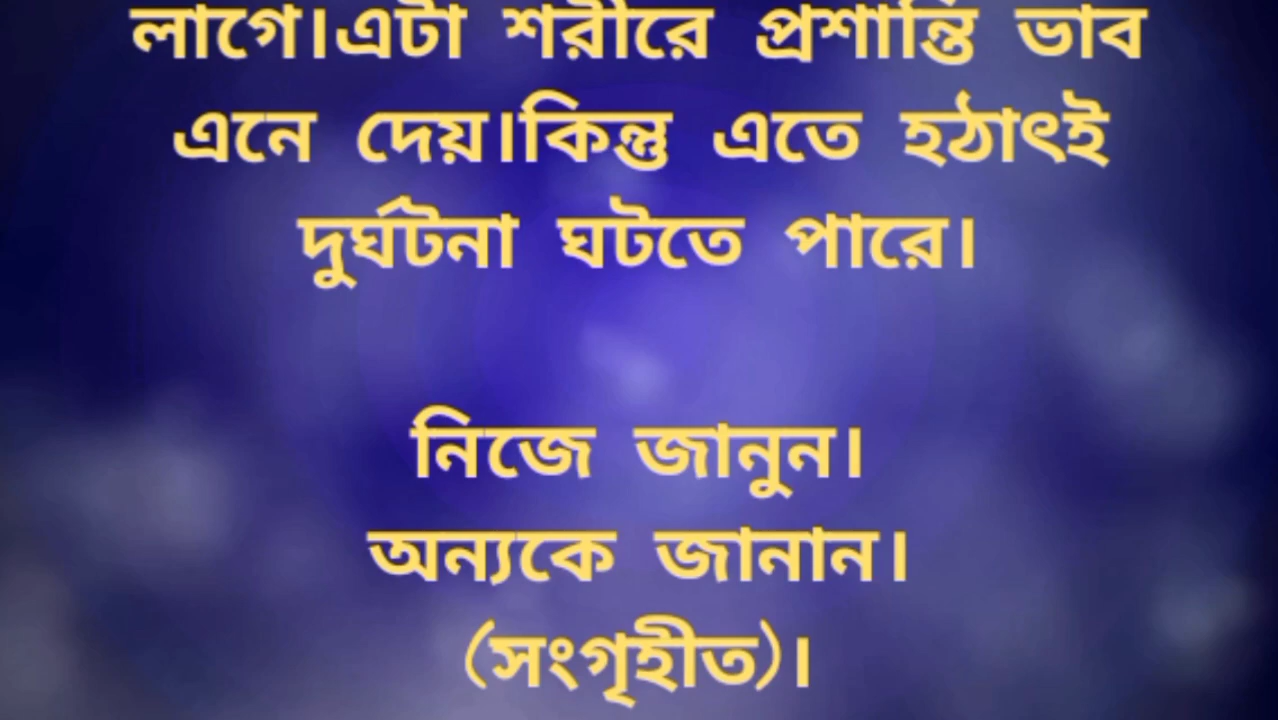 লাগে।এটা শরীরে প্রশান্তি ভাব
এনে দেয়।কিন্তু এতে হঠাৎই
দুর্ঘটনা ঘটতে পারে।
নিজে জানুন।
অন্যকে জানান।
(সংগৃহীত)।